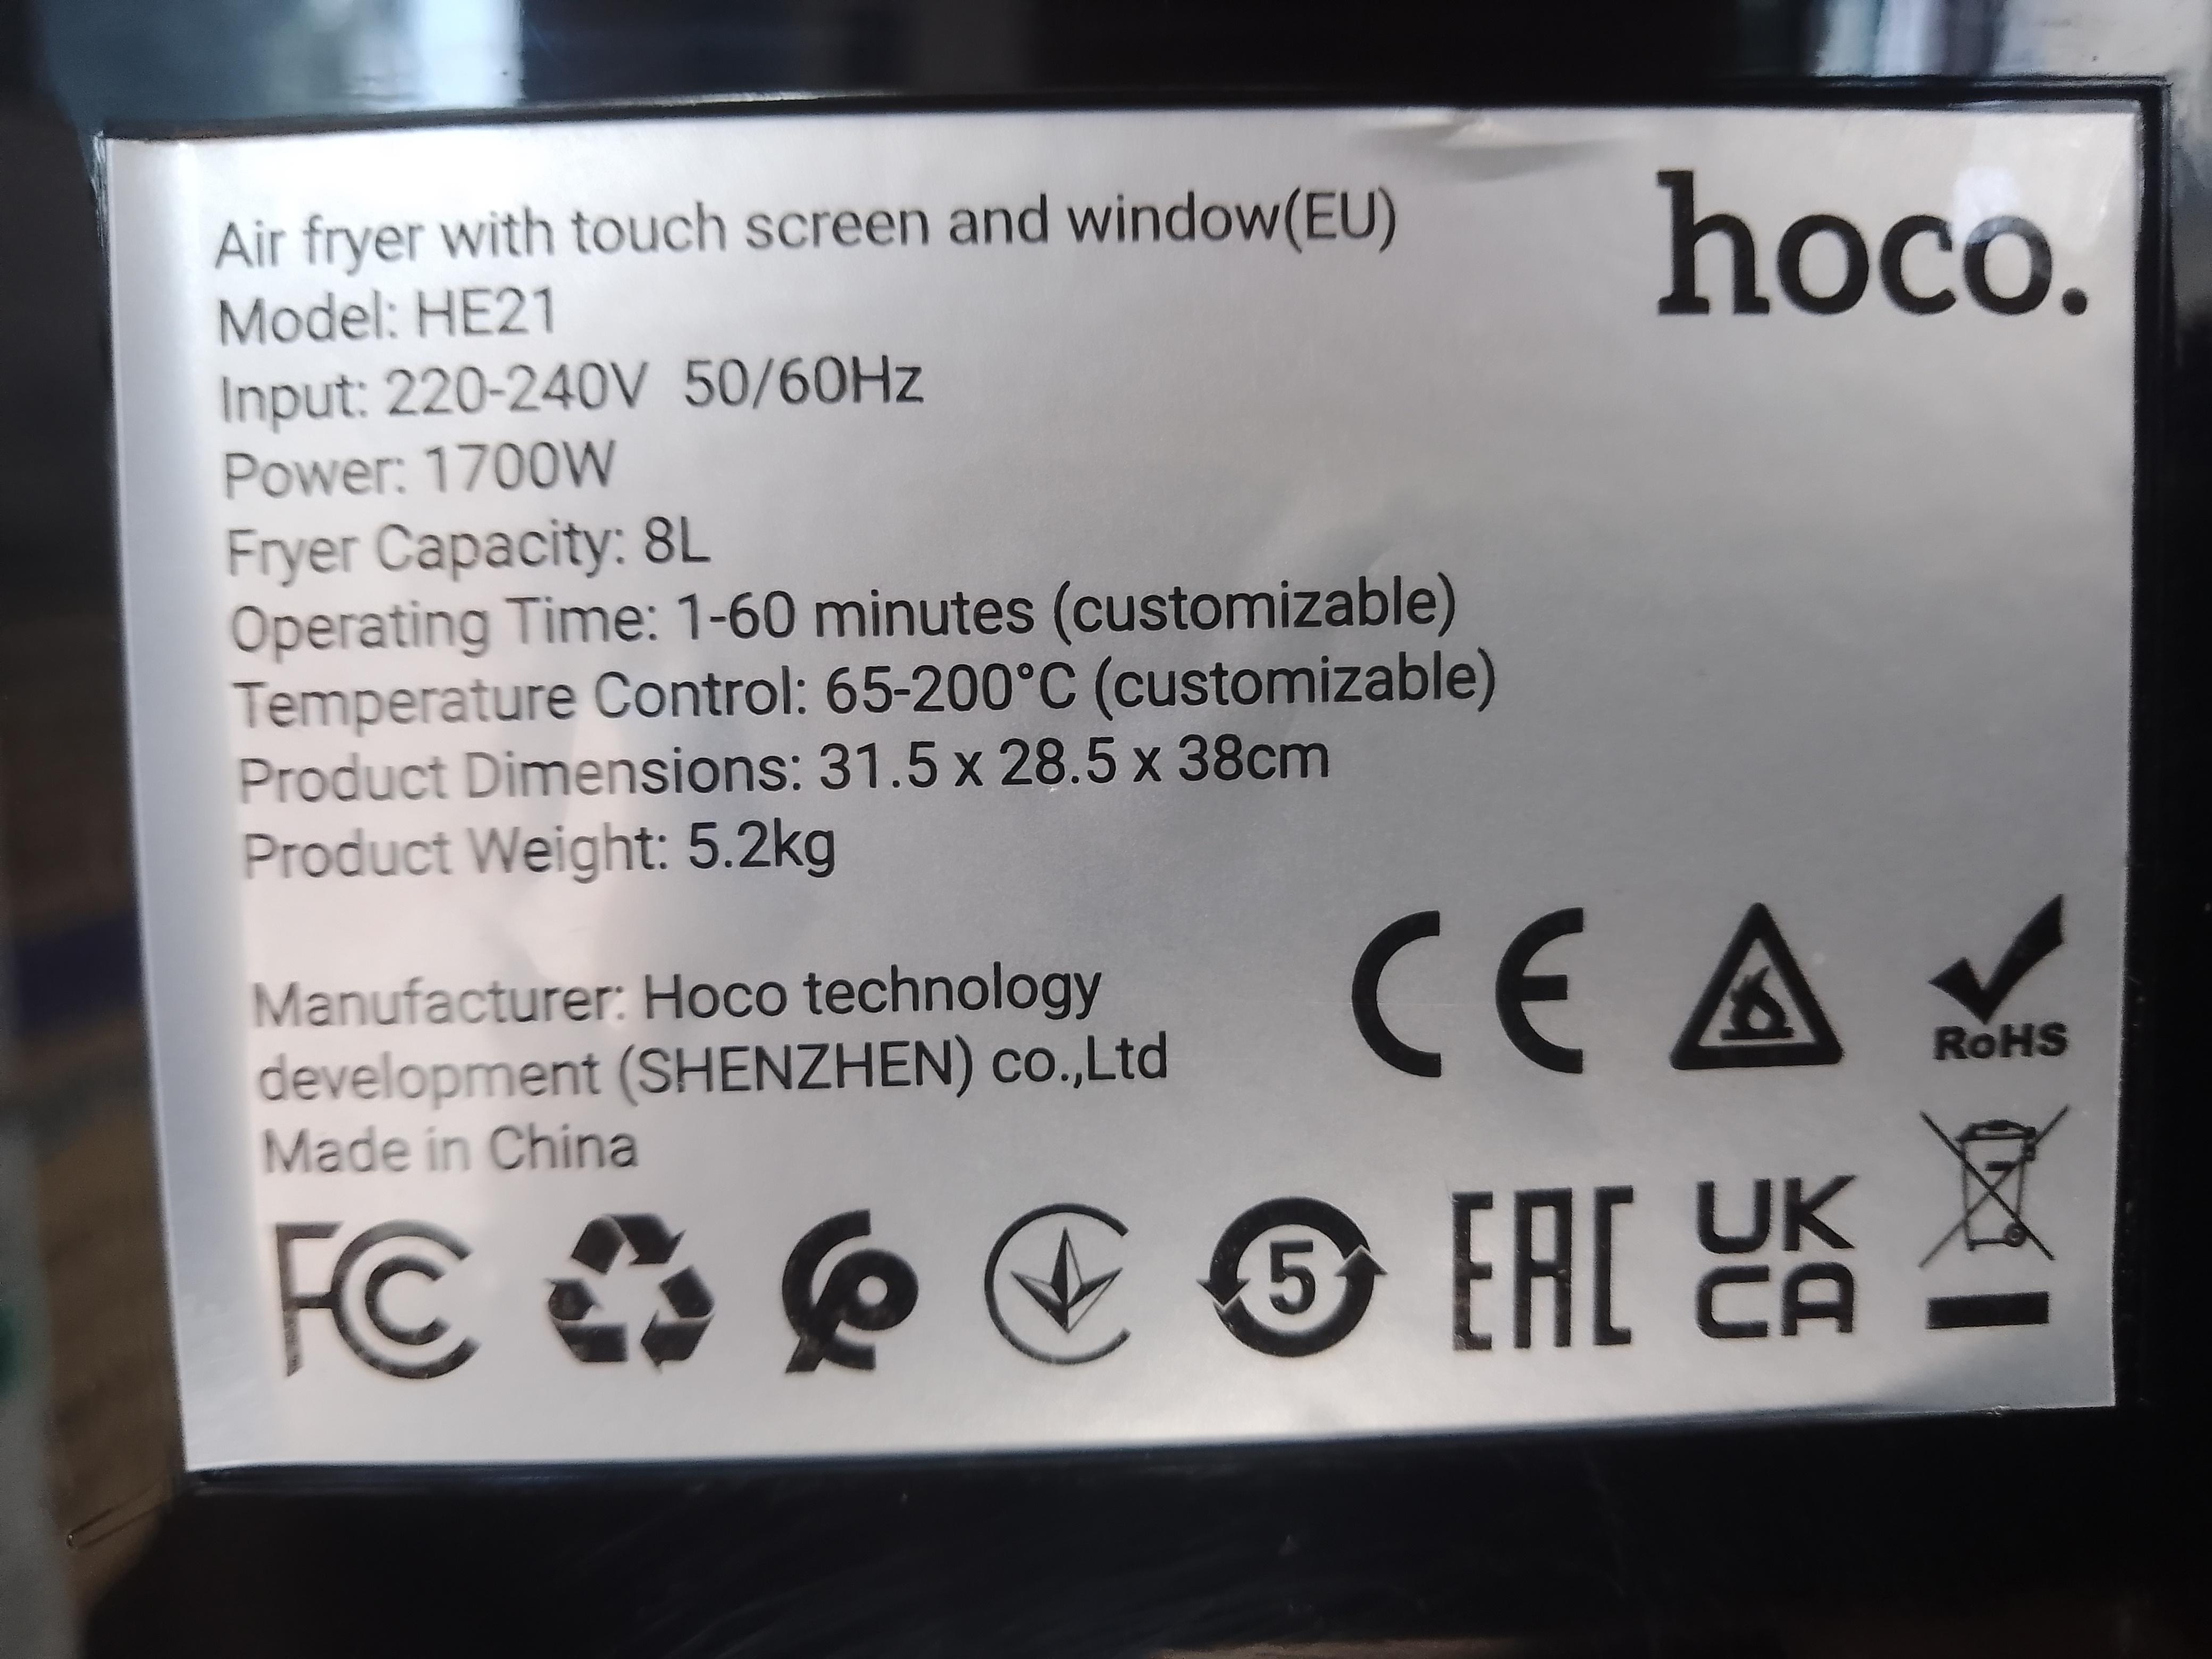 hoco.
Air fryer with touch screen and window(EU)
Model: HE21
Input: 220-240V 50/60Hz
Power: 1700W
Fryer Capacity: 8L
Operating Time: 1-60 minutes (customizable)
Temperature Control: 65-200°C (customizable)
Product Dimensions: 31.5 x 28.5 x 38cm
Product Weight: 5.2kg
Manufacturer: Hoco technology
development (SHENZHEN) co.,Ltd
Made in China
CE
RoHS
FC
5
EAC
UK
CA